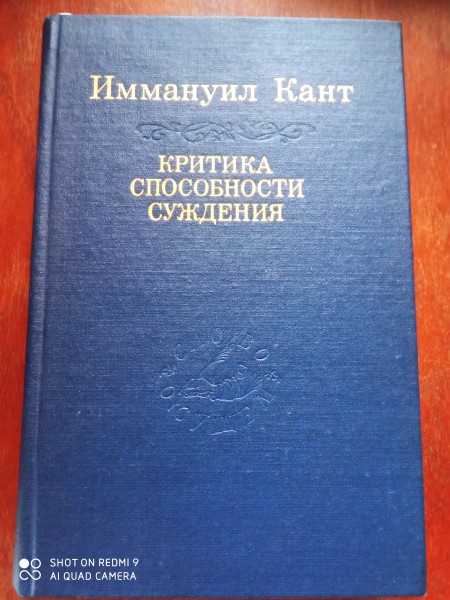 Иммануил Кант
КРИТИКА
СПОСОБНОСТИ
СУЖДЕНИЯ
SHOT ON REDMI 9
AI QUAD CAMERA